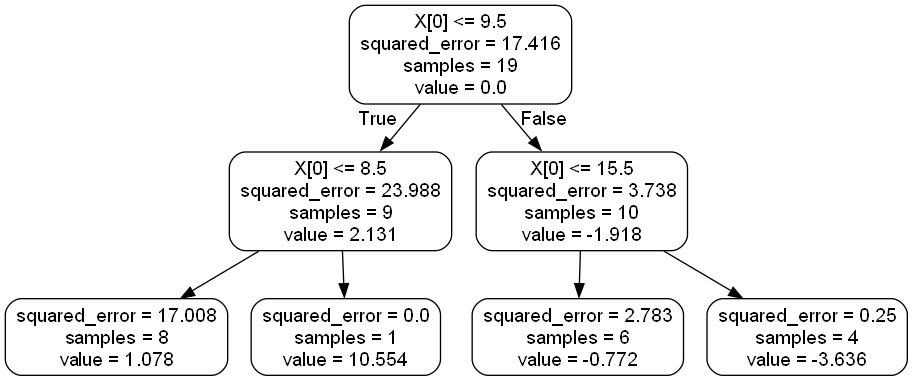 X[0] <= 9.5
squared_error = 17.416
samples = 19
value = 0.0
True
False
X[0] <= 8.5
squared_error = 23.988
samples = 9
value = 2.131
X[0] <= 15.5
squared_error = 3.738
samples = 10
value = -1.918
squared_error = 17.008
samples = 8
value = 1.078
squared_error = 0.0
samples = 1
value = 10.554
squared_error = 2.783
samples = 6
value = -0.772
squared_error = 0.25
samples = 4
value = -3.636